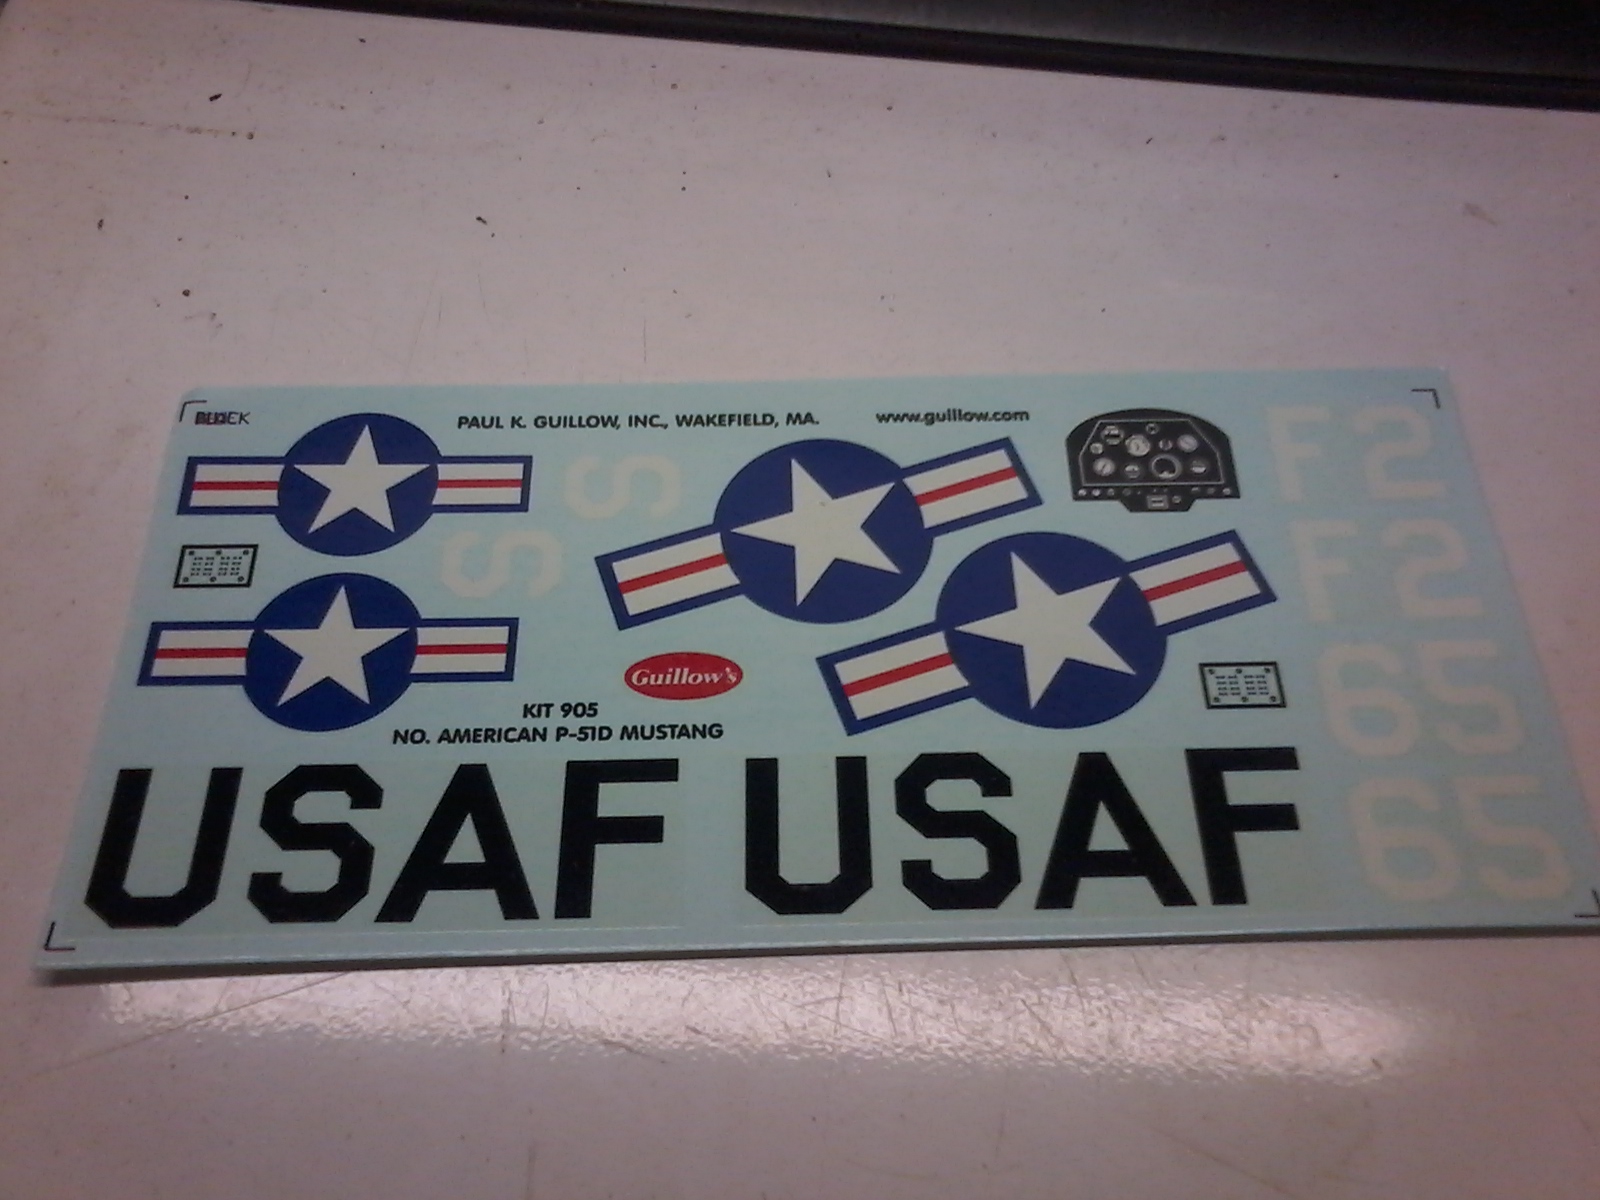 PAUL K. GUILLOW, INC., WAKEFIELD, MA. www.guillow.com
S
S
F2
F2
65
65
Guillow's
KIT 905
NO. AMERICAN P-51D MUSTANG
USAF USAF